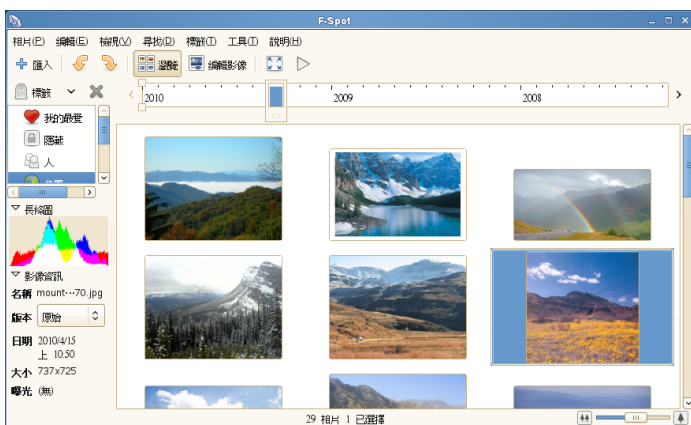 F-Spot
相片(P) 編輯(E) 檢視(V) 尋找(D) 標籤(T) 工具(T) 說明(H)
匯入 瀏覽 編輯影像
標籤
2010 2009 2008
我的最愛
隱藏
人
長條圖
影像資訊
名稱 mount···70.jpg
版本 原始
日期 2010/4/15
上 10:50
大小 737x725
曝光 (無)
29 相片 1 已選擇